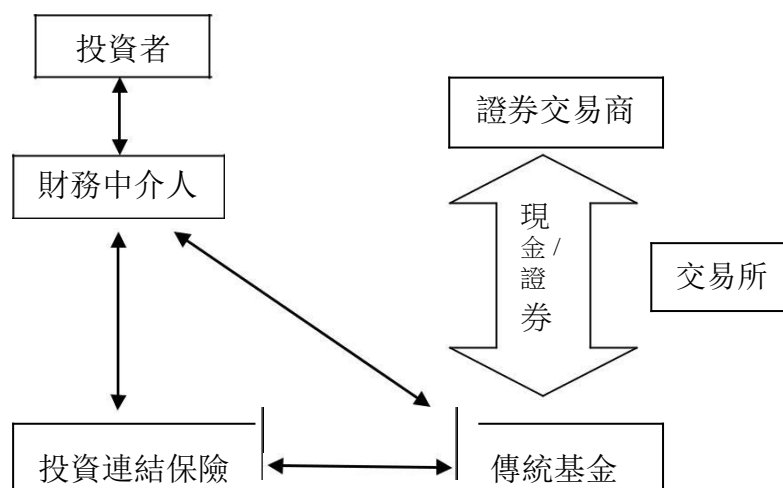 投資者
證券交易商
財務中介人
現
金/
證
券
交易所
投資連結保險
傳統基金